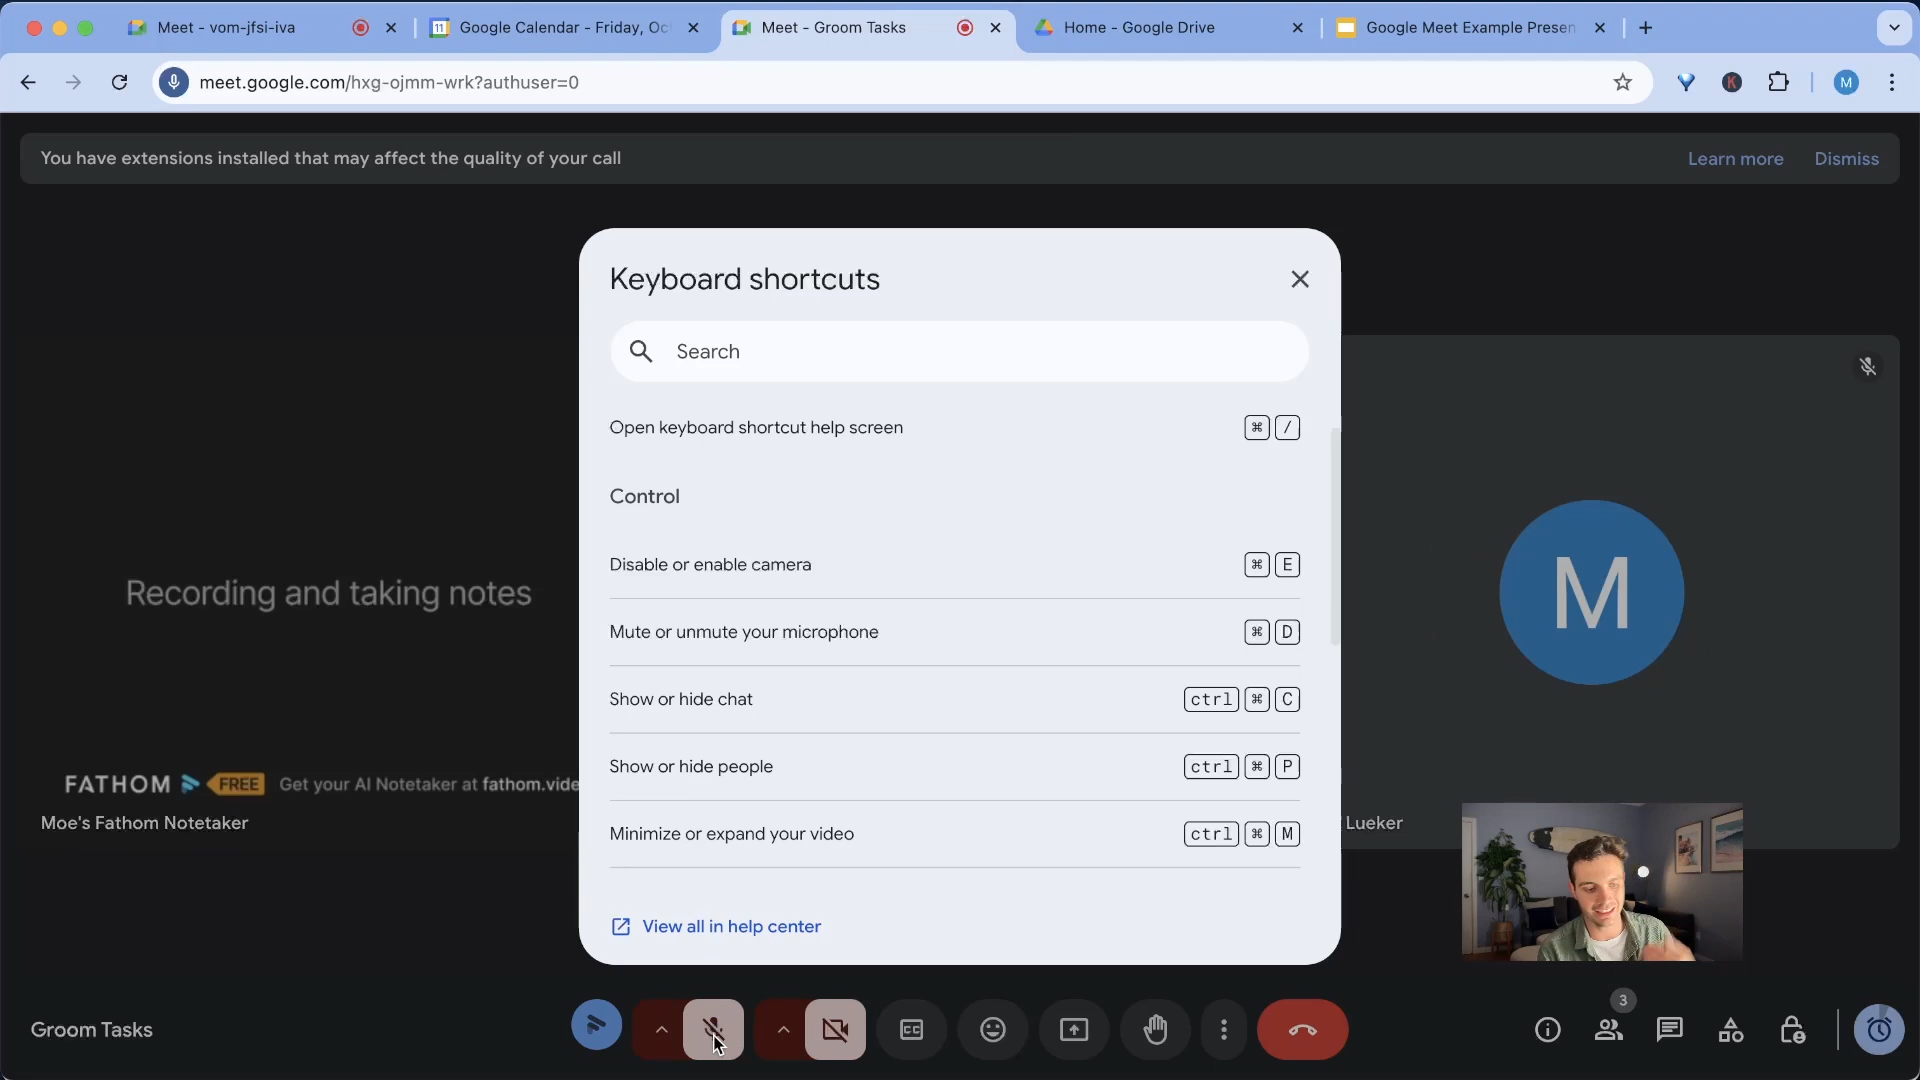 Meet - vom-jfsi-iva
11
Google Calendar - Friday, Oc
Meet - Groom Tasks
Home - Google Drive
Google Meet Example Presen
meet.google.com/hxg-ojmm-wrk?authuser=0
K
M
You have extensions installed that may affect the quality of your call
Learn more
Dismiss
Keyboard shortcuts
Search
Open keyboard shortcut help screen ⌘ /
Control
Disable or enable camera ⌘ E
Mute or unmute your microphone ⌘ D
Show or hide chat ctrl ⌘ C
Show or hide people ctrl ⌘ P
Minimize or expand your video ctrl ⌘ M
View all in help center
Recording and taking notes
FATHOM FREE Get your AI Notetaker at fathom.vide
Moe's Fathom Notetaker
M
Lueker
Groom Tasks
CC
3